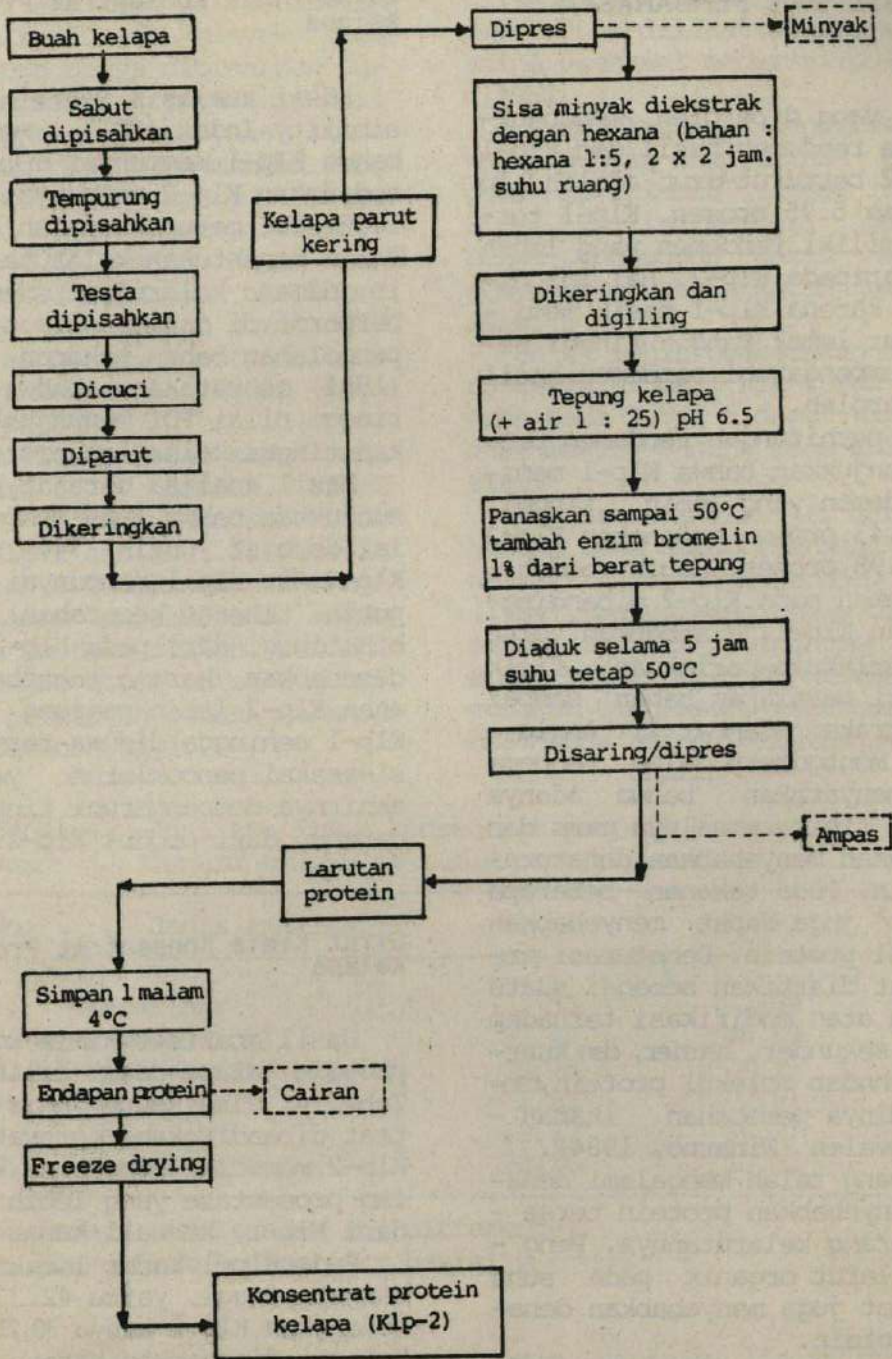 Buah kelapa
Sabut
dipisahkan
Tempurung
dipisahkan
Testa
dipisahkan
Dicuci
Diparut
Dikeringkan
Kelapa parut
kering
Dipres
Minyak
Sisa minyak diekstrak
dengan hexana (bahan :
hexana 1:5, 2 x 2 jam.
suhu ruang)
Dikeringkan dan
digiling
Tepung kelapa
(+ air 1 : 25) pH 6.5
Panaskan sampai 50°C
tambah enzim bromelin
1% dari berat tepung
Diaduk selama 5 jam
suhu tetap 50°C
Disaring/dipres
Ampas
Larutan
protein
Simpan 1 malam
4°C
Endapan protein
Cairan
Freeze drying
Konsentrat protein
kelapa (Klp-2)